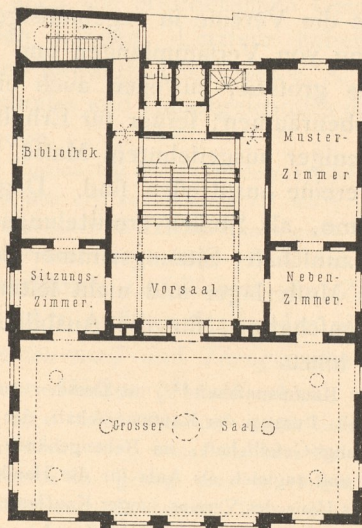 Bibliothek.
Muster-
Zimmer
Sitzungs-
Zimmer.
Vorsaal
Neben-
Zimmer.
Grosser Saal